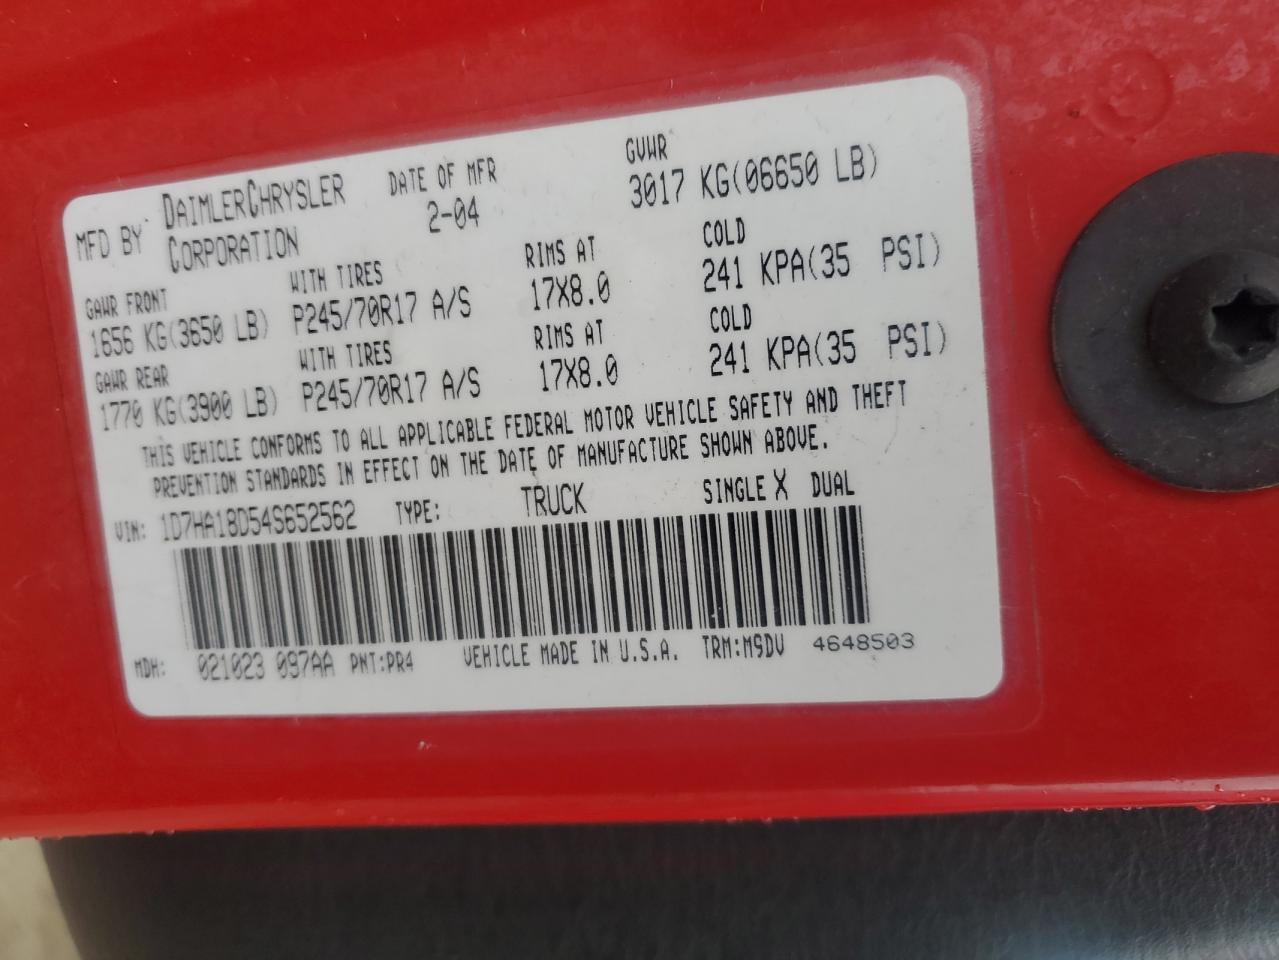 MFD BY DAIMLERCHRYSLER CORPORATION DATE OF MFR 2-04 GVWR 3017 KG(06650 LB)
GAWR FRONT WITH TIRES RIMS AT COLD
1656 KG(3650 LB) P245/70R17 A/S 17X8.0 241 KPA(35 PSI)
GAWR REAR WITH TIRES RIMS AT COLD
1770 KG(3900 LB) P245/70R17 A/S 17X8.0 241 KPA(35 PSI)
THIS VEHICLE CONFORMS TO ALL APPLICABLE FEDERAL MOTOR VEHICLE SAFETY AND THEFT
PREVENTION STANDARDS IN EFFECT ON THE DATE OF MANUFACTURE SHOWN ABOVE.
VIN: 1D7HA18D54S652562 TYPE: TRUCK SINGLE X DUAL
MDH: 021023 097AA PNT:PR4 VEHICLE MADE IN U.S.A. TRM:M9DV 4648503